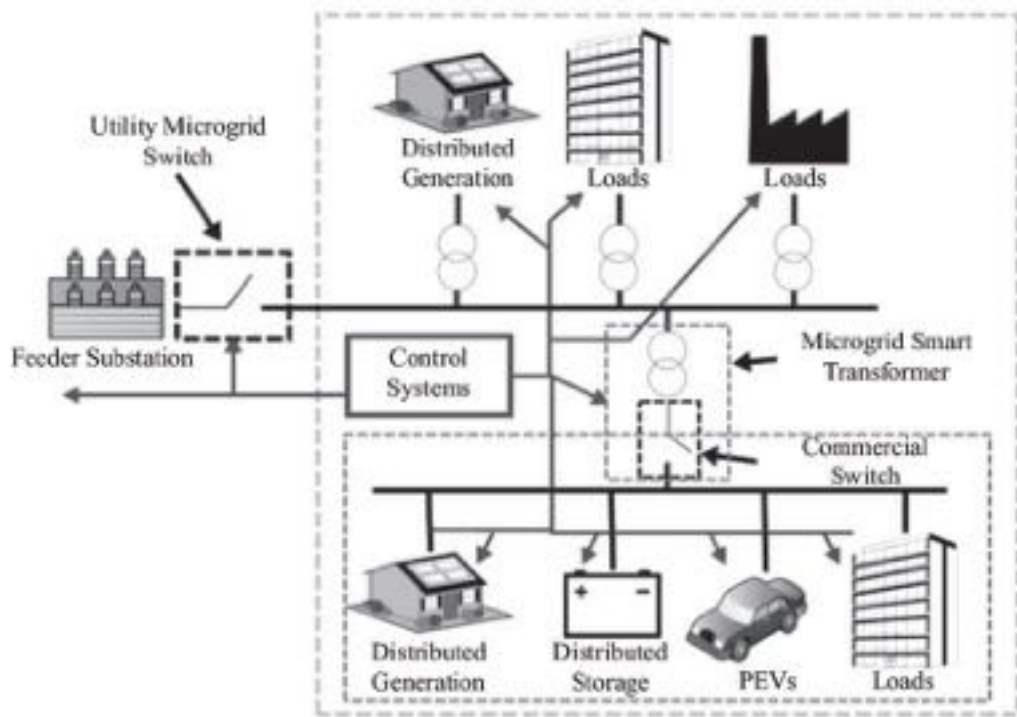 Utility Microgrid
Switch
Distributed
Generation
Loads
Loads
Feeder Substation
Control
Systems
Microgrid Smart
Transformer
Commercial
Switch
+ −
Distributed
Generation
Distributed
Storage
PEVs
Loads